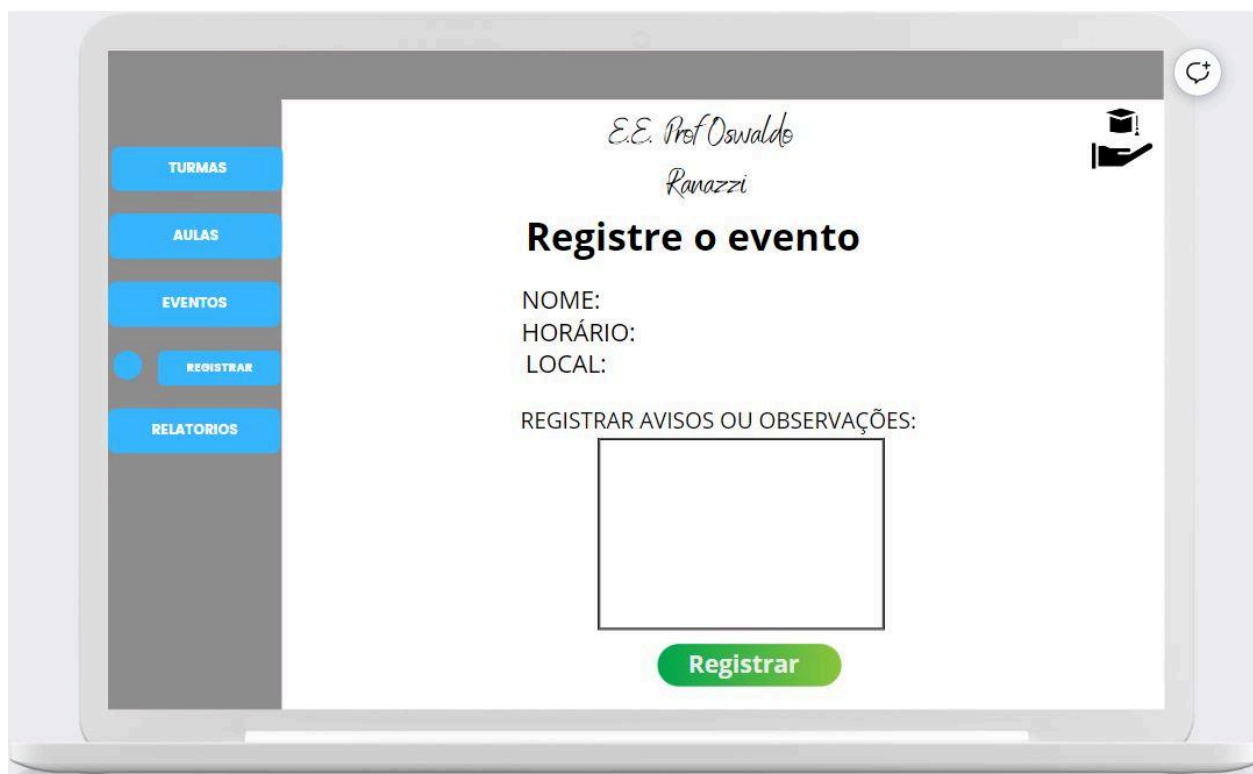 E.E. Prof Oswaldo
Ranazzi
TURMAS
AULAS
EVENTOS
REGISTRAR
RELATORIOS
Registre o evento
NOME:
HORÁRIO:
LOCAL:
REGISTRAR AVISOS OU OBSERVAÇÕES:
Registrar